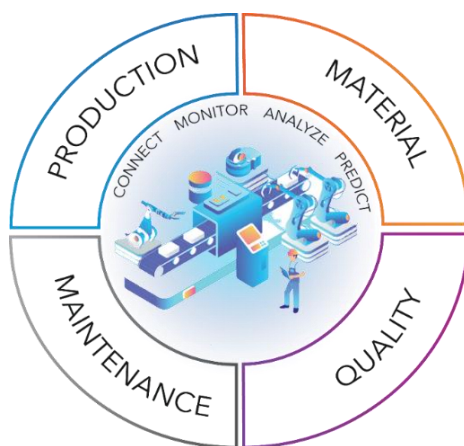 PRODUCTION
MATERIAL
CONNECT MONITOR ANALYZE PREDICT
MAINTENANCE
QUALITY